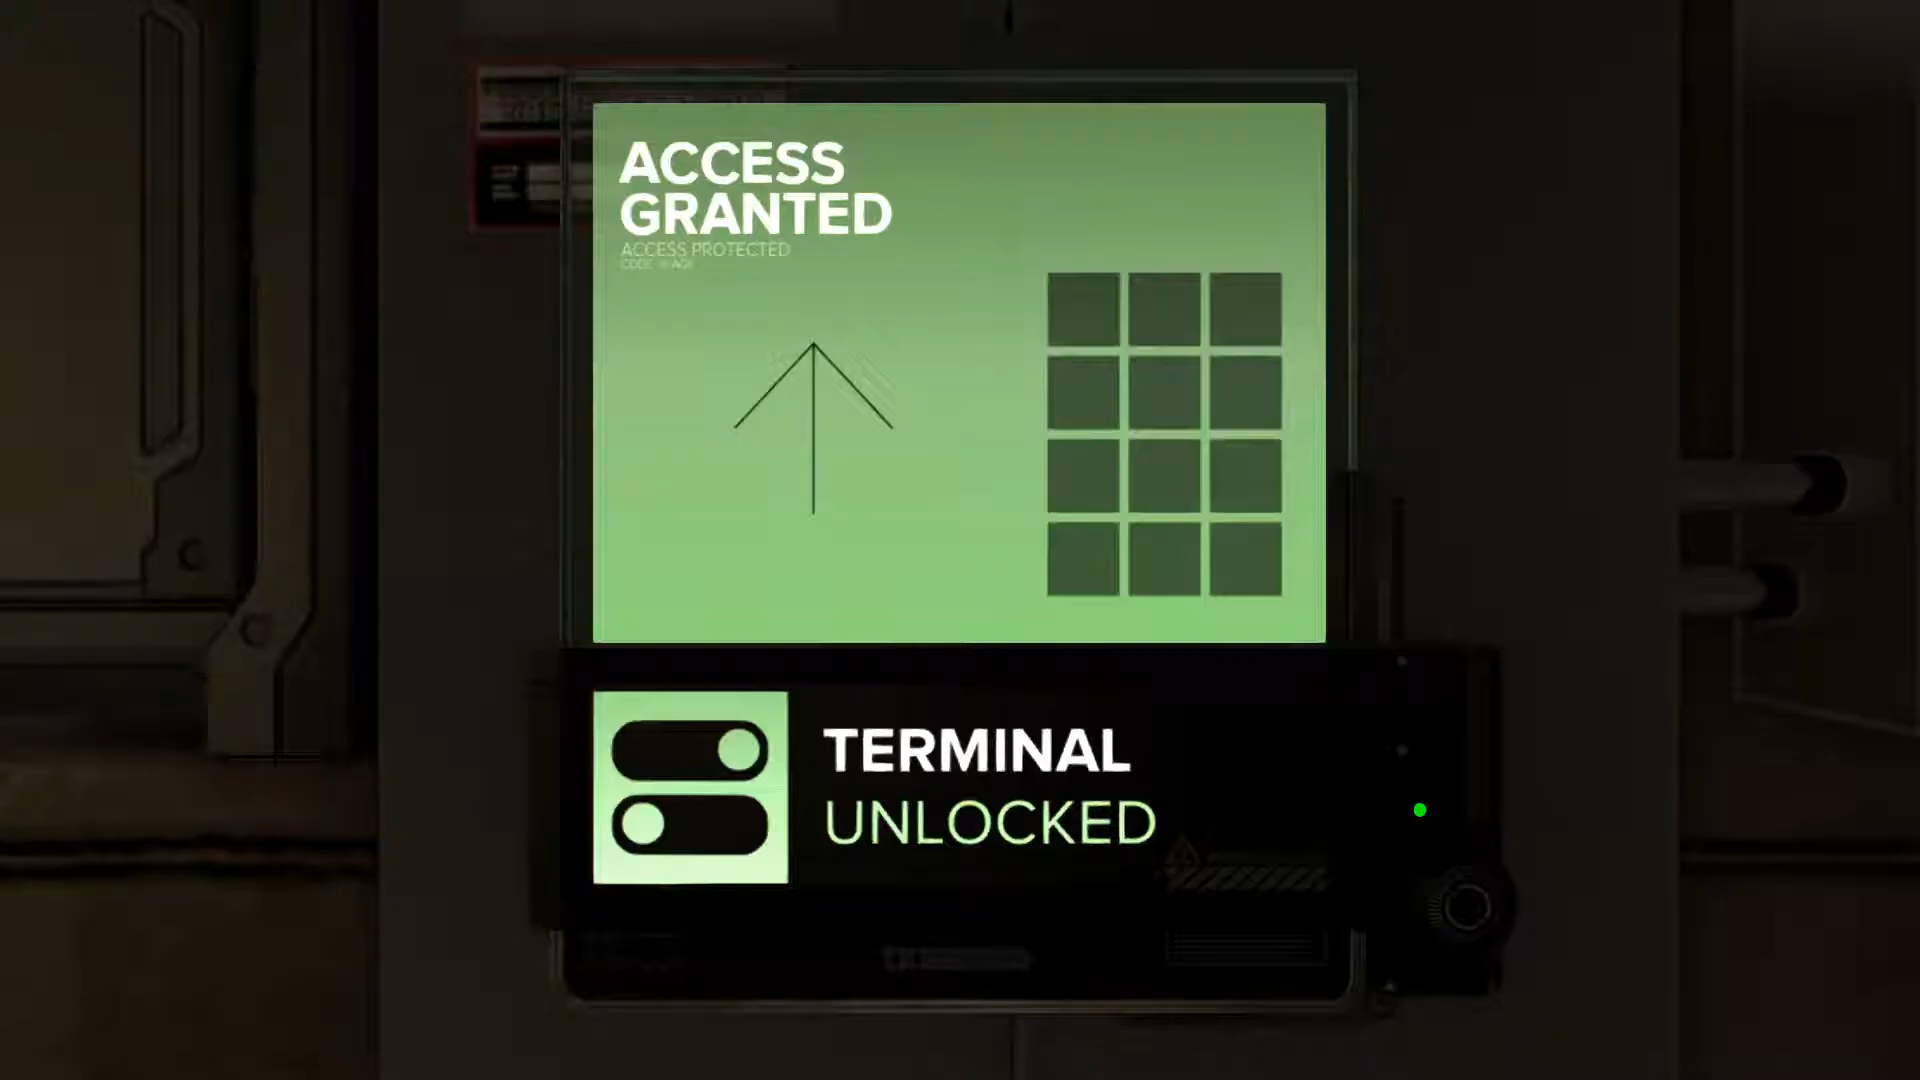 ACCESS
GRANTED
ACCESS PROTECTED
TERMINAL
UNLOCKED